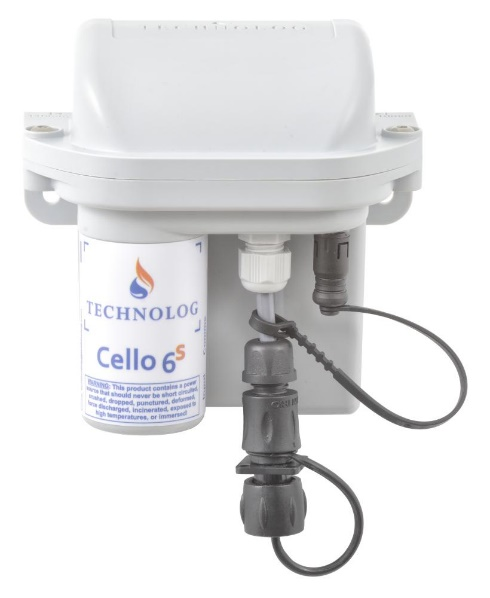 TECHNOLOG
TECHNOLOG
Cello 6S
WARNING: This product contains a power
source that should never be short circuited,
crushed, dropped, punctured, deformed,
force discharged, incinerated, exposed to
high temperatures, or immersed!